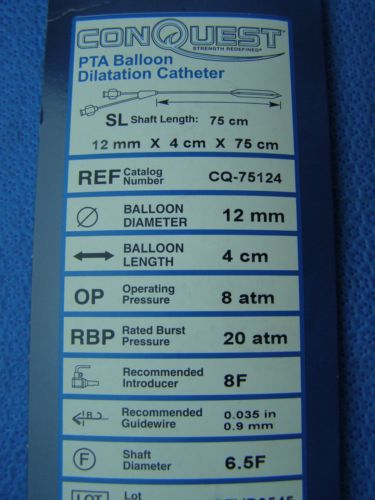 CONQUEST™
STRENGTH REDEFINED®
PTA Balloon
Dilatation Catheter
SL Shaft Length: 75 cm
12 mm X 4 cm X 75 cm
REF Catalog Number CQ-75124
BALLOON DIAMETER 12 mm
BALLOON LENGTH 4 cm
OP Operating Pressure 8 atm
RBP Rated Burst Pressure 20 atm
Recommended Introducer 8F
Recommended Guidewire 0.035 in
0.9 mm
F Shaft Diameter 6.5F
LOT Lot